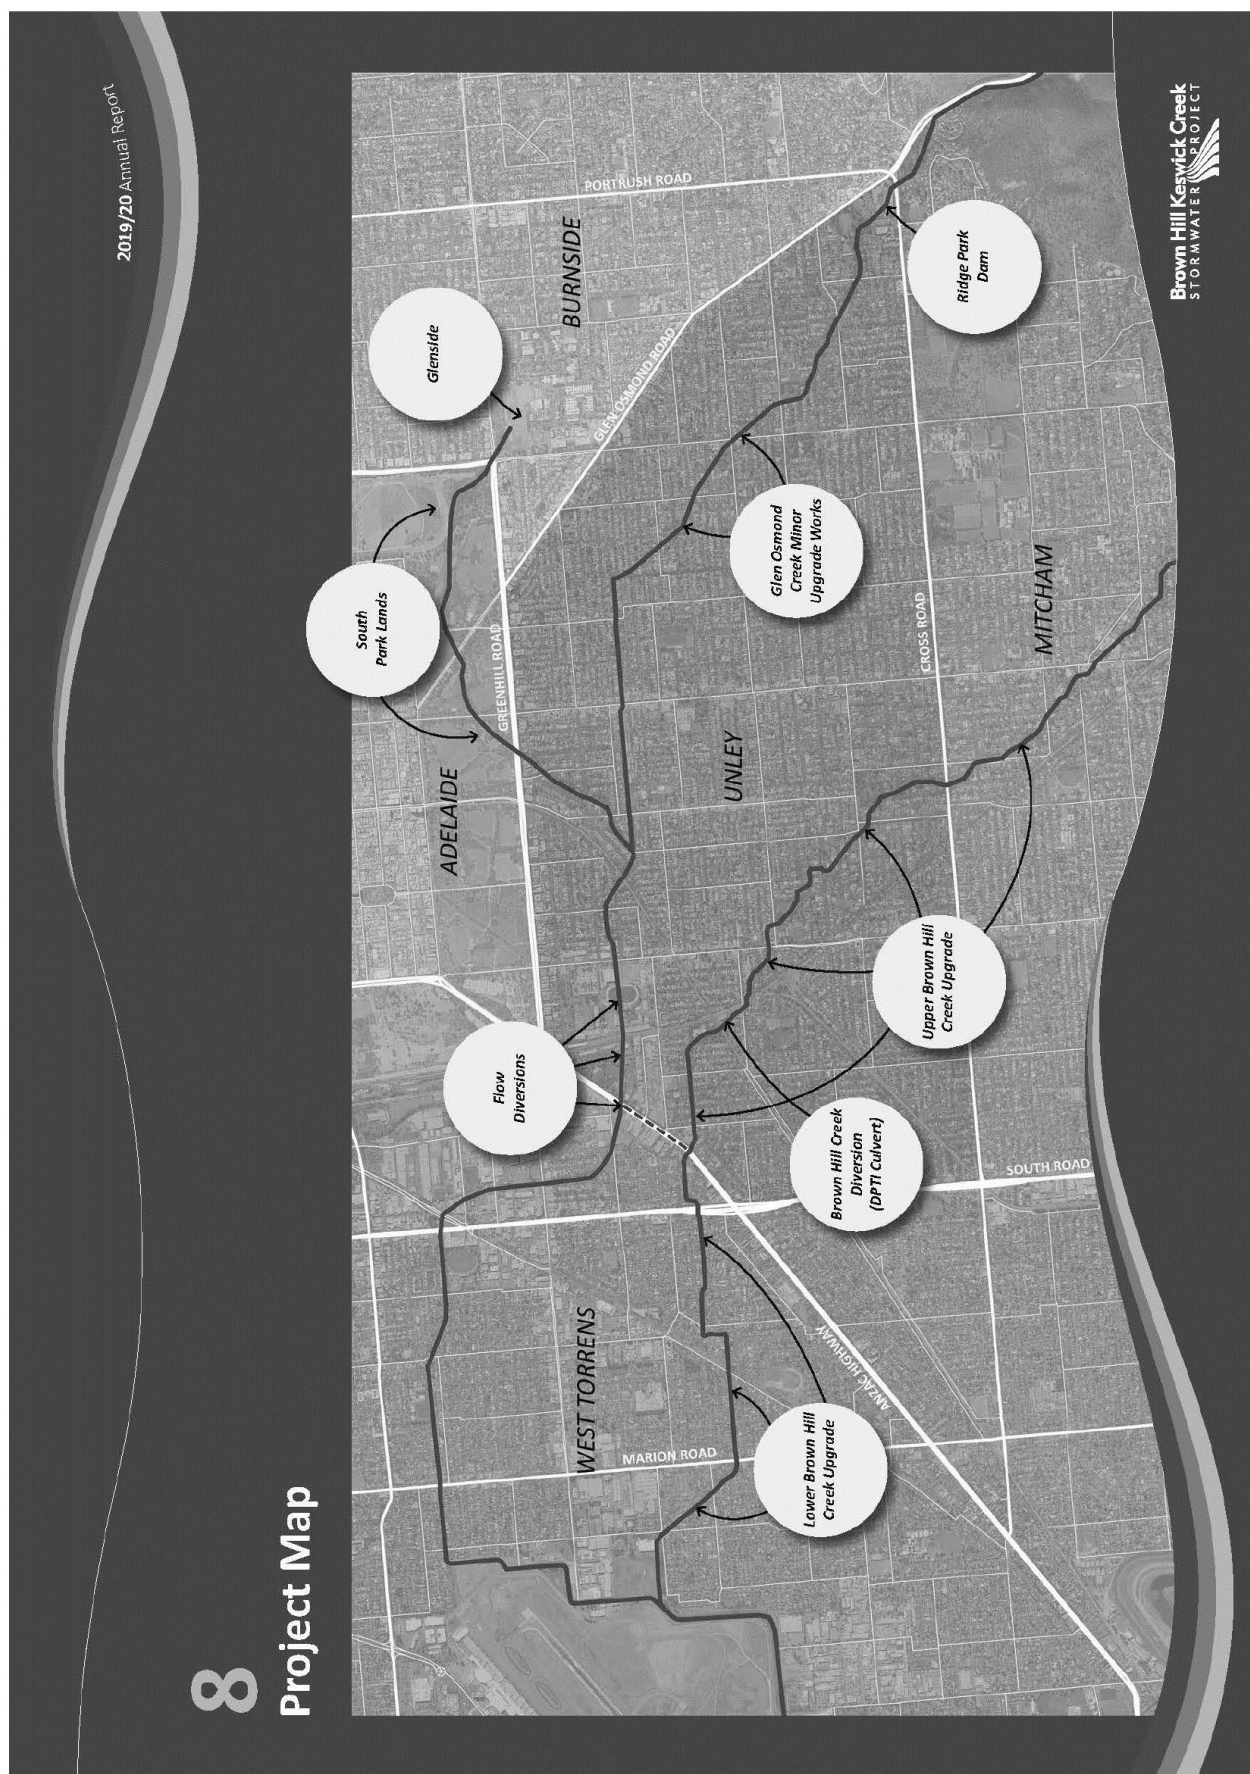 2019/20 Annual Report
8
Project Map
South
Park Lands
Glenside
ADELAIDE
BURNSIDE
PORTRUSH ROAD
GREENHILL ROAD
GLEN OSMOND ROAD
Flow
Diversions
WEST TORRENS
MARION ROAD
UNLEY
Glen Osmond
Creek Minor
Upgrade Works
Ridge Park
Dam
CROSS ROAD
MITCHAM
Upper Brown Hill
Creek Upgrade
Brown Hill Creek
Diversion
(DPTI Culvert)
SOUTH ROAD
ANZAC HIGHWAY
Lower Brown Hill
Creek Upgrade
Brown Hill Keswick Creek
STORMWATER PROJECT